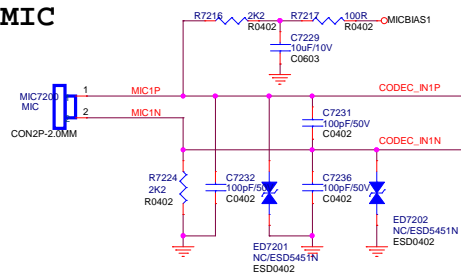 MIC
R7216
2K2
R0402
R7217
100R
R0402
MICBIAS1
C7229
10uF/10V
C0603
MIC7200
MIC
CON2P-2.0MM
1
2
MIC1P
MIC1N
CODEC_IN1P
CODEC_IN1N
C7231
100pF/50V
C0402
R7224
2K2
R0402
C7232
100pF/50V
C0402
C7236
100pF/50V
C0402
ED7201
NC/ESD5451N
ESD0402
ED7202
NC/ESD5451N
ESD0402